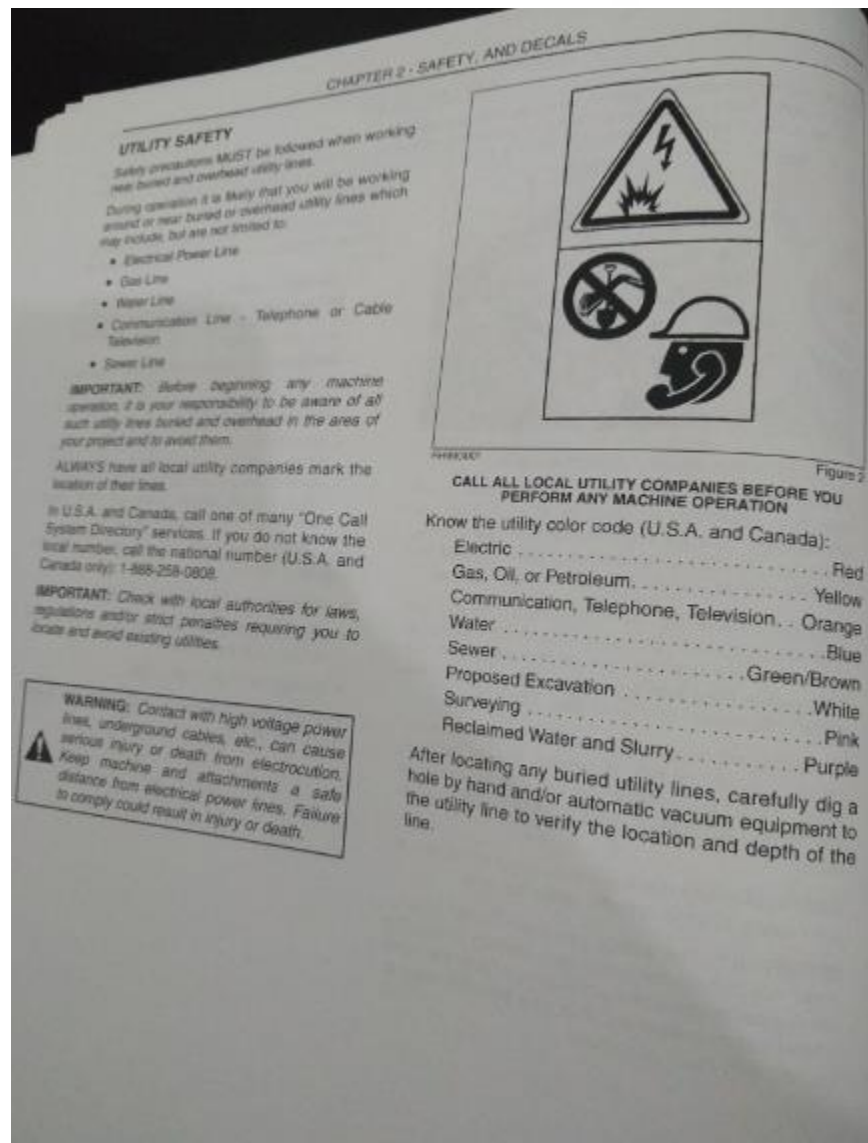 CHAPTER 2 - SAFETY, AND DECALS
UTILITY SAFETY
Safety precautions MUST be followed when working
near buried and overhead utility lines.
During operation it is likely that you will be working
around or near buried or overhead utility lines which
may include, but are not limited to:
• Electrical Power Line
• Gas Line
• Water Line
• Communication Line - Telephone or Cable
Television
• Sewer Line
IMPORTANT: Before beginning any machine
operation, it is your responsibility to be aware of all
such utility lines buried and overhead in the area of
your project and to avoid them.
ALWAYS have all local utility companies mark the
location of their lines.
In U.S.A. and Canada, call one of many "One Call
System Directory" services. If you do not know the
local number, call the national number (U.S.A. and
Canada only): 1-888-258-0808.
IMPORTANT: Check with local authorities for laws,
regulations and/or strict penalties requiring you to
locate and avoid existing utilities.
WARNING: Contact with high voltage power
lines, underground cables, etc., can cause
serious injury or death from electrocution.
Keep machine and attachments a safe
distance from electrical power lines. Failure
to comply could result in injury or death.
Figure 2
CALL ALL LOCAL UTILITY COMPANIES BEFORE YOU
PERFORM ANY MACHINE OPERATION
Know the utility color code (U.S.A. and Canada):
Electric . . . . . . . . . . . . . . . . . . . . . . . . . . . . . . Red
Gas, Oil, or Petroleum. . . . . . . . . . . . . . . . . Yellow
Communication, Telephone, Television. . Orange
Water . . . . . . . . . . . . . . . . . . . . . . . . . . . . . . .Blue
Sewer . . . . . . . . . . . . . . . . . . . . . . .Green/Brown
Proposed Excavation . . . . . . . . . . . . . . . . . .White
Surveying . . . . . . . . . . . . . . . . . . . . . . . . . . . .Pink
Reclaimed Water and Slurry. . . . . . . . . . . . Purple
After locating any buried utility lines, carefully dig a
hole by hand and/or automatic vacuum equipment to
the utility line to verify the location and depth of the
line.